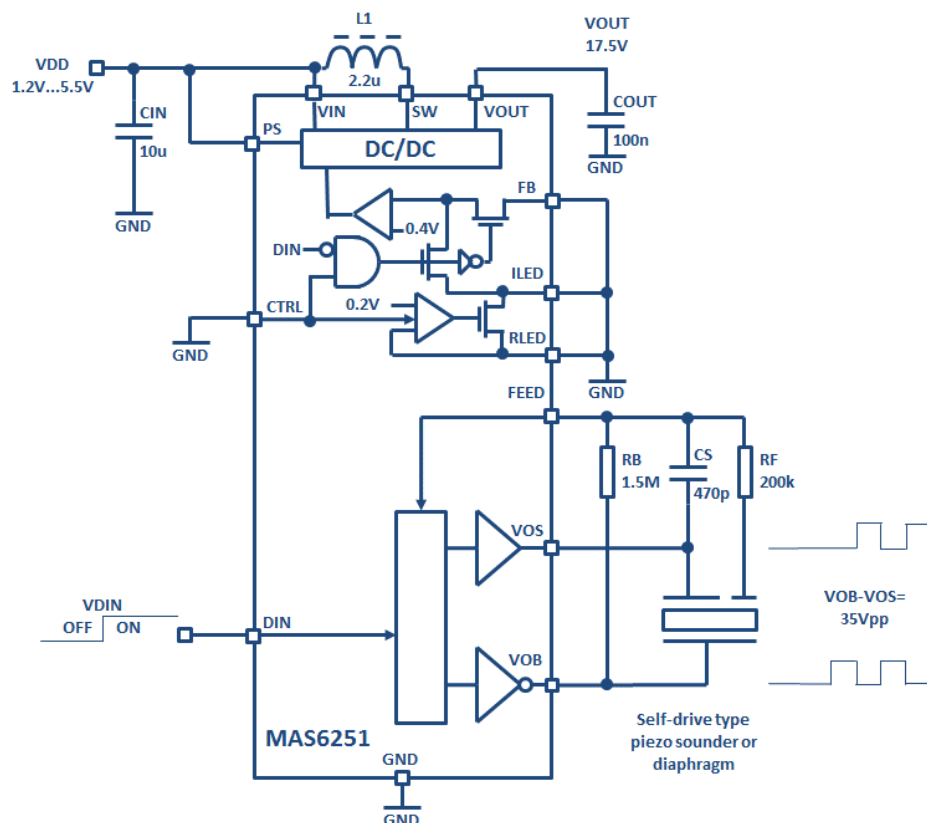 L1
VOUT
17.5V
VDD
1.2V...5.5V
2.2u
CIN
10u
VIN
SW
VOUT
COUT
100n
PS
DC/DC
GND
FB
GND
0.4V
DIN
ILED
CTRL
0.2V
GND
RLED
GND
FEED
RB
1.5M
CS
470p
RF
200k
VOS
VDIN
OFF
ON
DIN
VOB-VOS=
35Vpp
VOB
MAS6251
GND
Self-drive type
piezo sounder or
diaphragm
GND